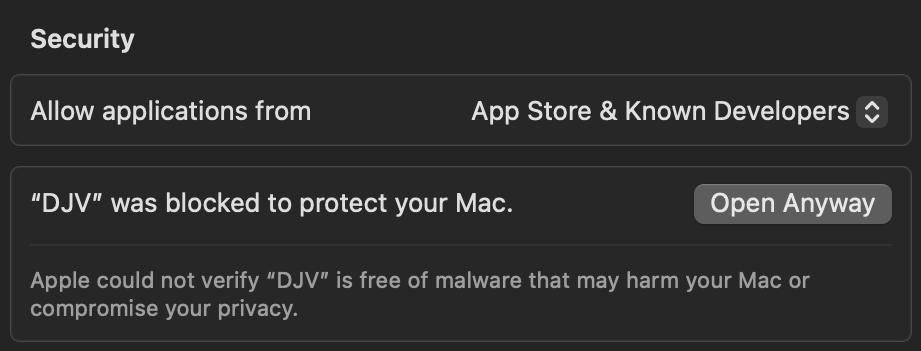 Security
Allow applications from App Store & Known Developers
“DJV” was blocked to protect your Mac. Open Anyway
Apple could not verify “DJV” is free of malware that may harm your Mac or
compromise your privacy.